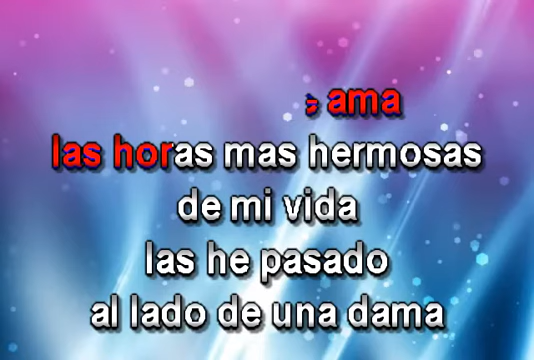 ama
las horas mas hermosas
de mi vida
las he pasado
al lado de una dama